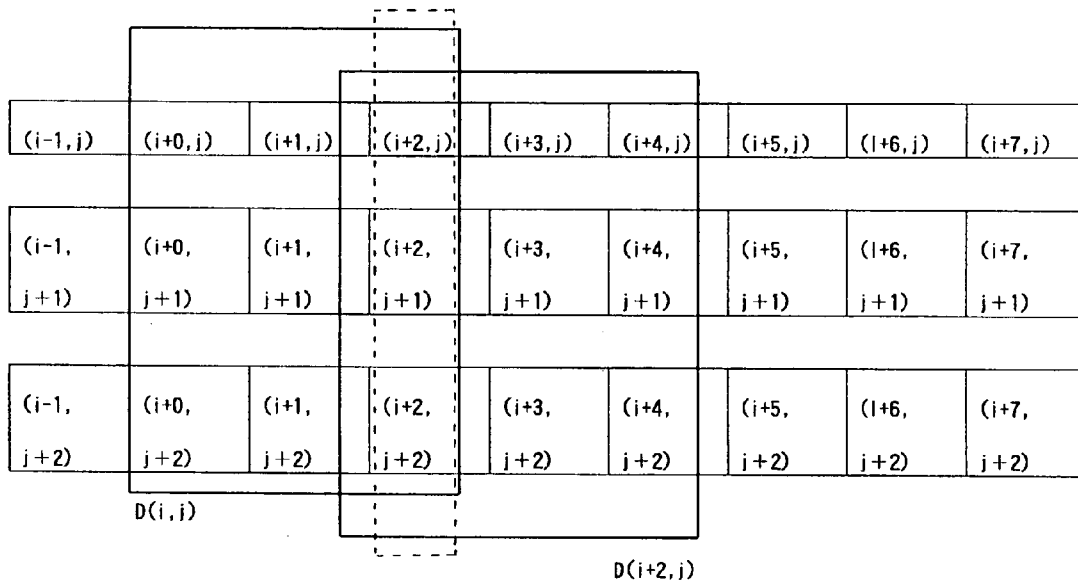 (i-1,j) (i+0,j) (i+1,j) (i+2,j) (i+3,j) (i+4,j) (i+5,j) (l+6,j) (i+7,j)
(i-1, (i+0, (i+1, (i+2, (i+3, (i+4, (i+5, (l+6, (i+7,
j+1) j+1) j+1) j+1) j+1) j+1) j+1) j+1) j+1)
(i-1, (i+0, (i+1, (i+2, (i+3, (i+4, (i+5, (l+6, (i+7,
j+2) j+2) j+2) j+2) j+2) j+2) j+2) j+2) j+2)
D(i,j)
D(i+2,j)